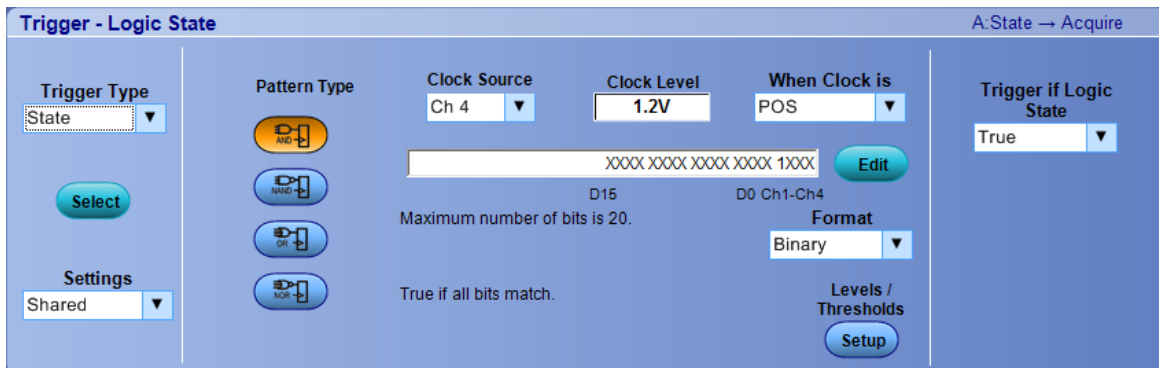 Trigger - Logic State
A:State → Acquire
Trigger Type
State
Select
Settings
Shared
Pattern Type
AND
NAND
OR
NOR
Clock Source
Ch 4
Clock Level
1.2V
When Clock is
POS
XXXX XXXX XXXX XXXX 1XXX
Edit
D15
D0 Ch1-Ch4
Maximum number of bits is 20.
Format
Binary
True if all bits match.
Levels /
Thresholds
Setup
Trigger if Logic
State
True